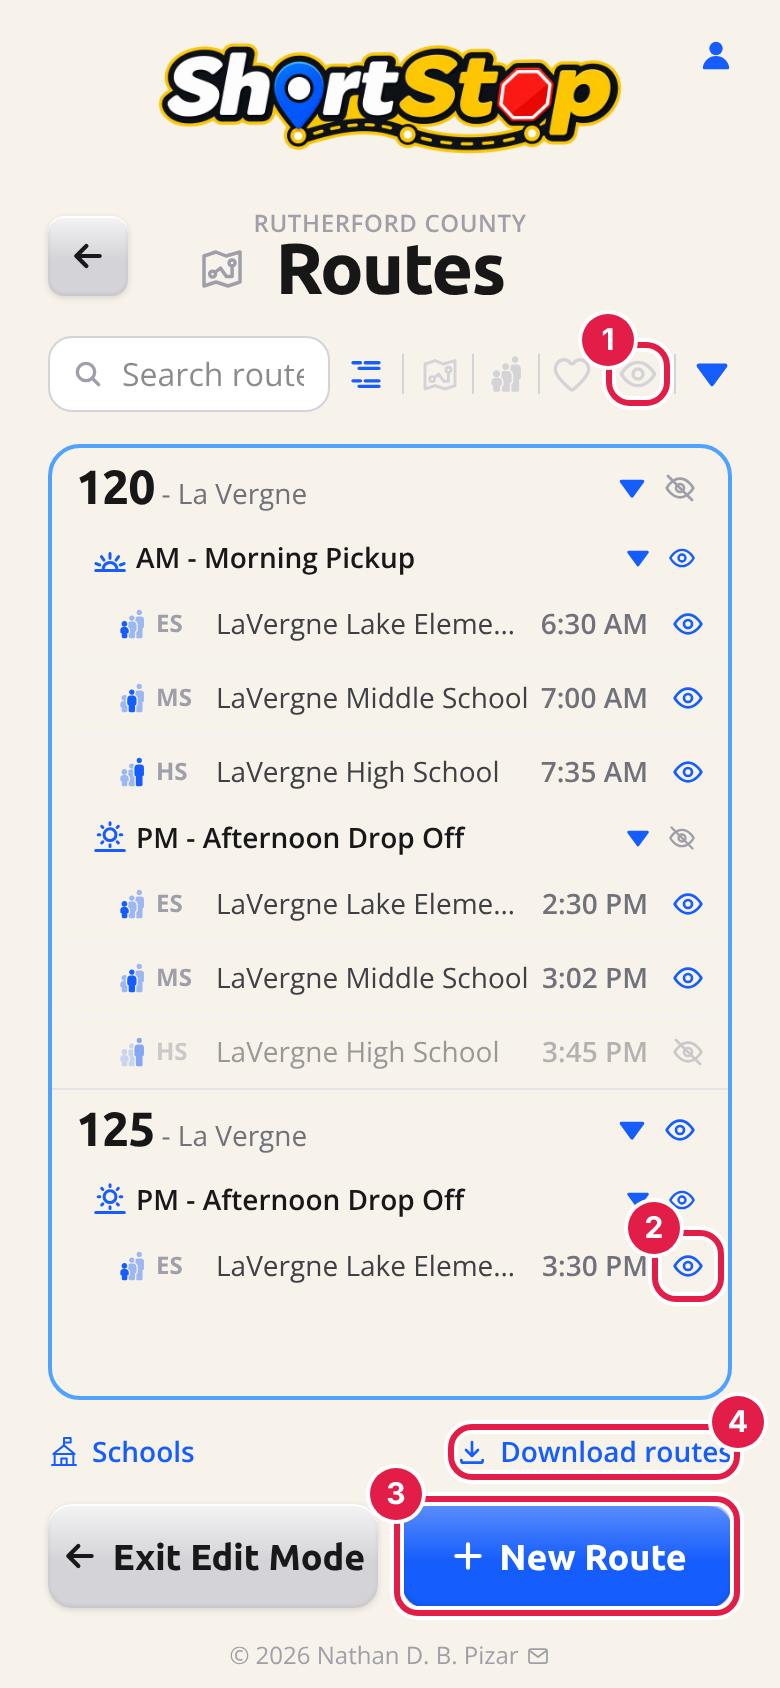 ShortStop
RUTHERFORD COUNTY
Routes
Search route
1
120 - La Vergne
AM - Morning Pickup
ES LaVergne Lake Eleme... 6:30 AM
MS LaVergne Middle School 7:00 AM
HS LaVergne High School 7:35 AM
PM - Afternoon Drop Off
ES LaVergne Lake Eleme... 2:30 PM
MS LaVergne Middle School 3:02 PM
HS LaVergne High School 3:45 PM
125 - La Vergne
PM - Afternoon Drop Off
2
ES LaVergne Lake Eleme... 3:30 PM
4
Schools Download routes
3
Exit Edit Mode New Route
© 2026 Nathan D. B. Pizar